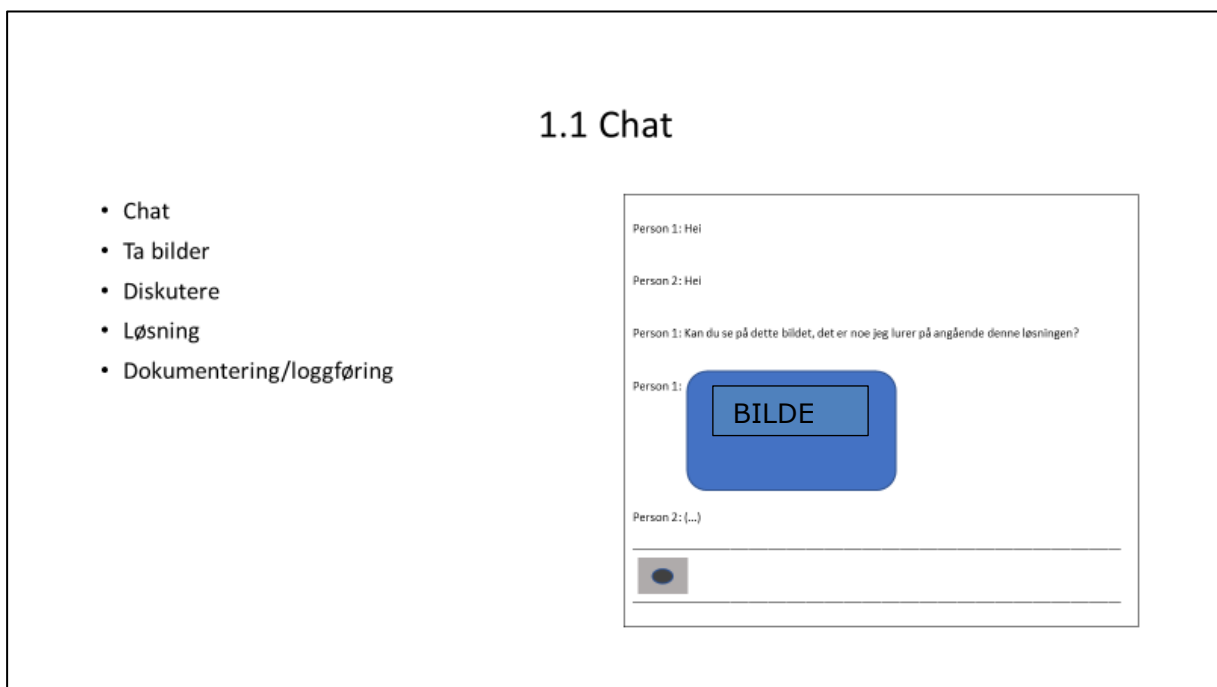 1.1 Chat
• Chat
• Ta bilder
• Diskutere
• Løsning
• Dokumentering/loggføring
Person 1: Hei
Person 2: Hei
Person 1: Kan du se på dette bildet, det er noe jeg lurer på angående denne løsningen?
Person 1:
BILDE
Person 2: (...)